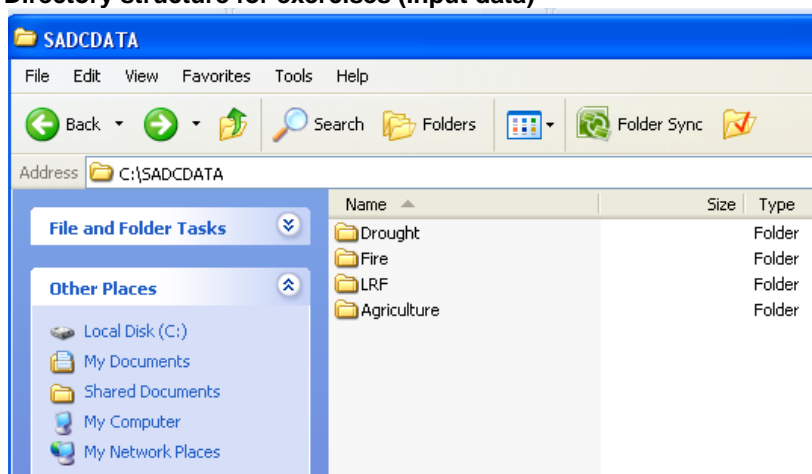 Directory structure for exercises (input data)
SADCDATA
File Edit View Favorites Tools Help
Back Search Folders Folder Sync
Address C:\SADCDATA
Name Size Type
File and Folder Tasks
Drought Folder
Fire Folder
Other Places
LRF Folder
Agriculture Folder
Local Disk (C:)
My Documents
Shared Documents
My Computer
My Network Places